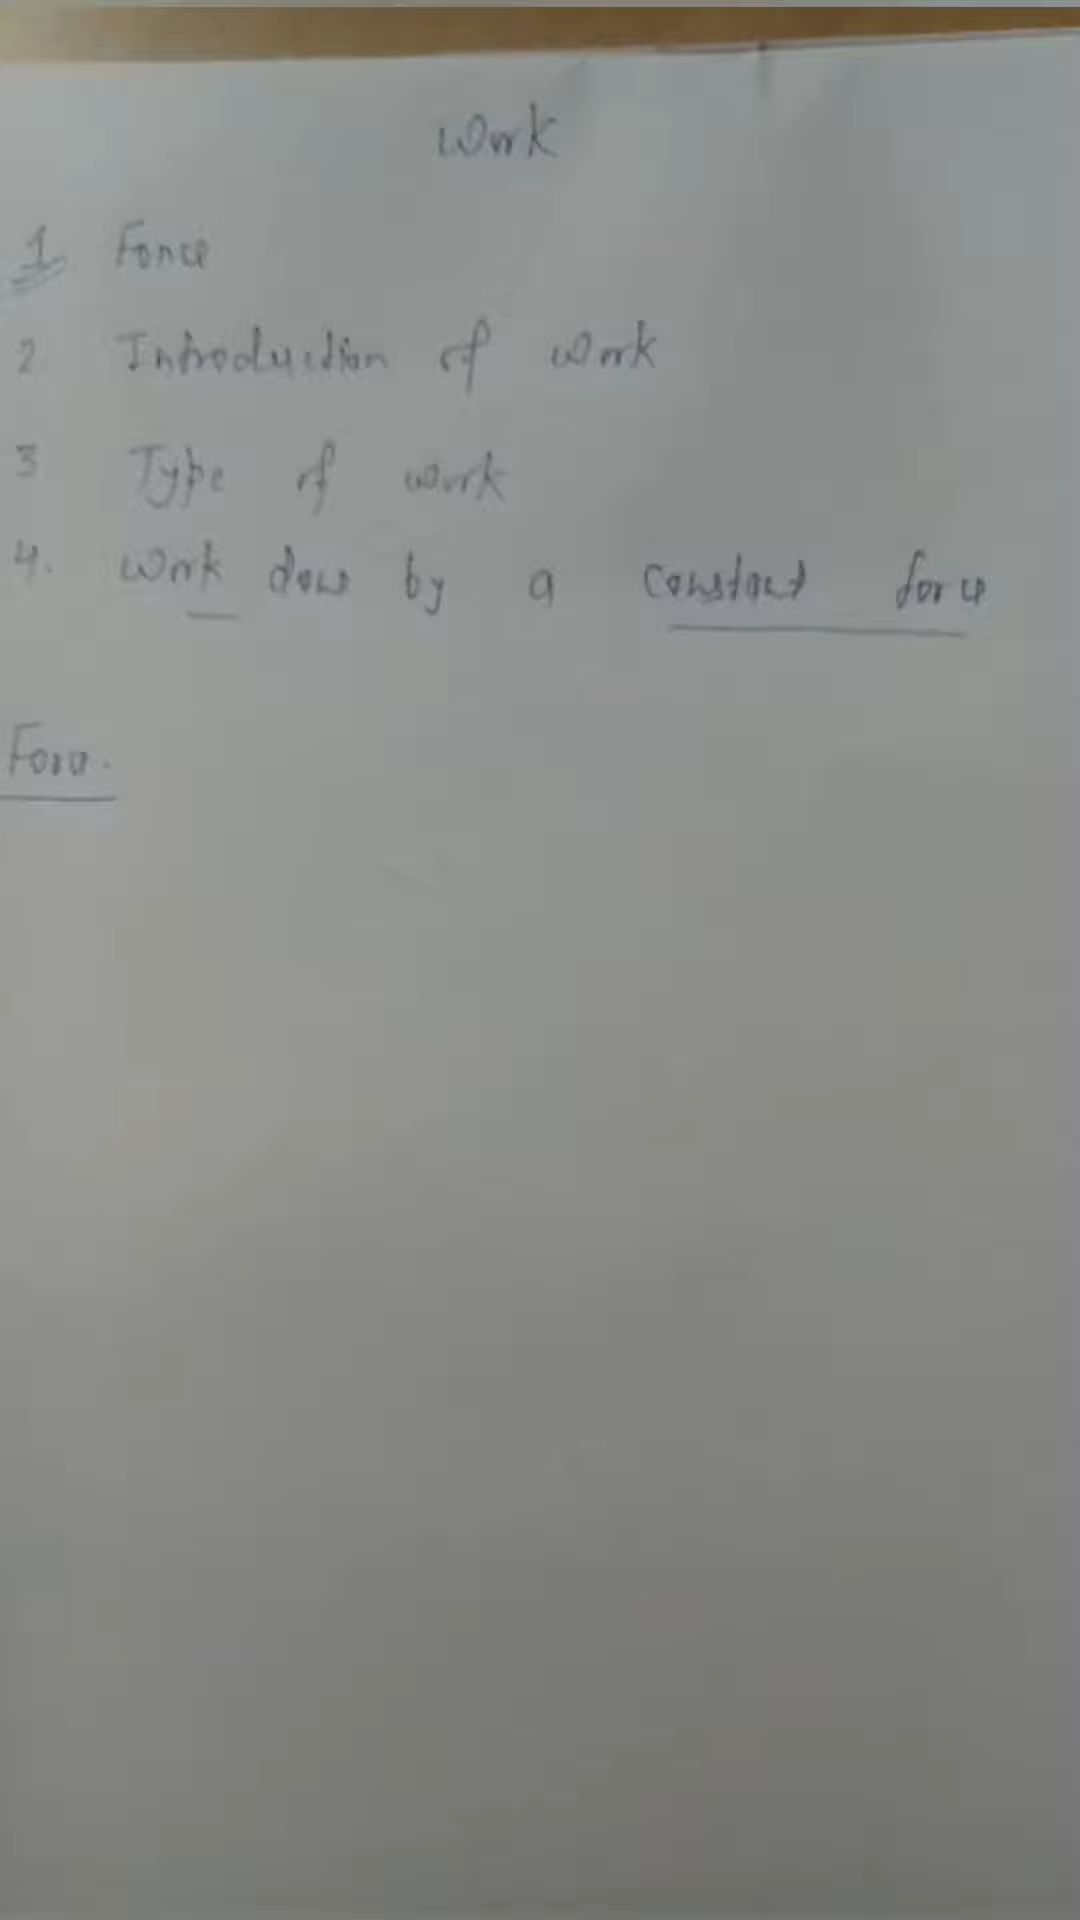 Work
1. Force
2 Introduction of work
3 Type of work
4. Work done by a constant force
Force.